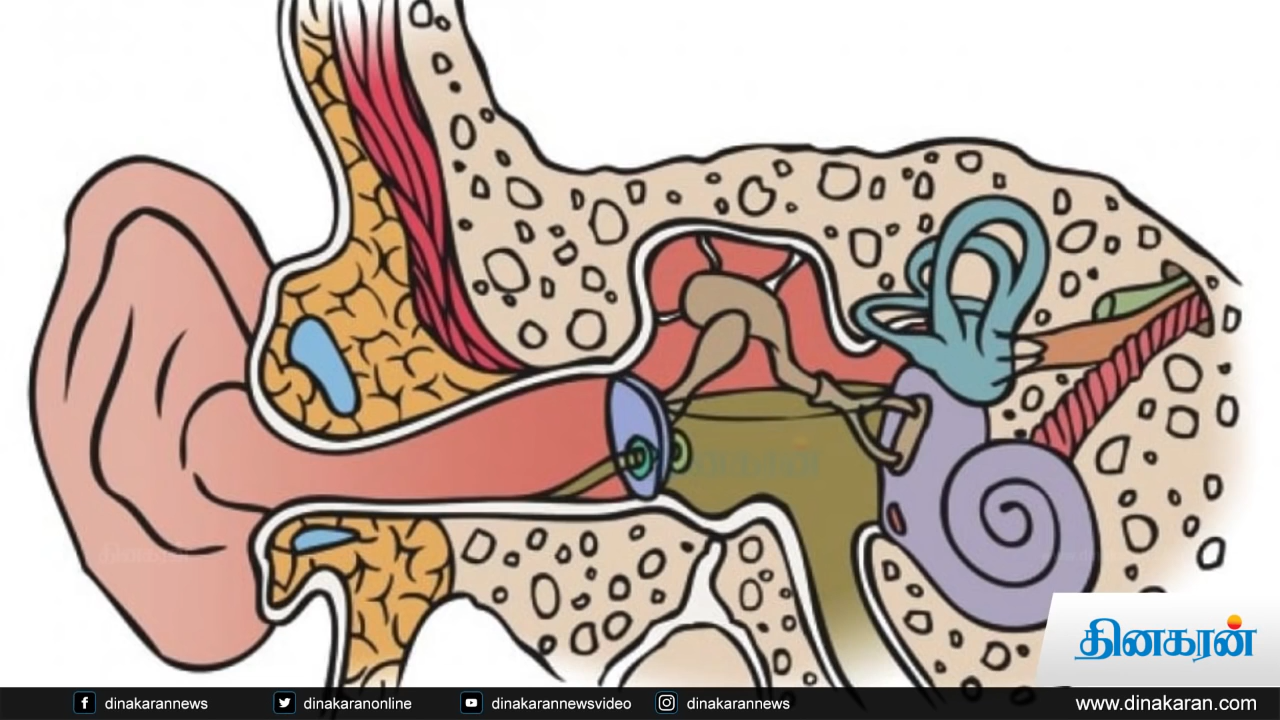 தினகரன்
dinakarannews
dinakaranonline
dinakarannewsvideo
dinakarannews
www.dinakaran.com